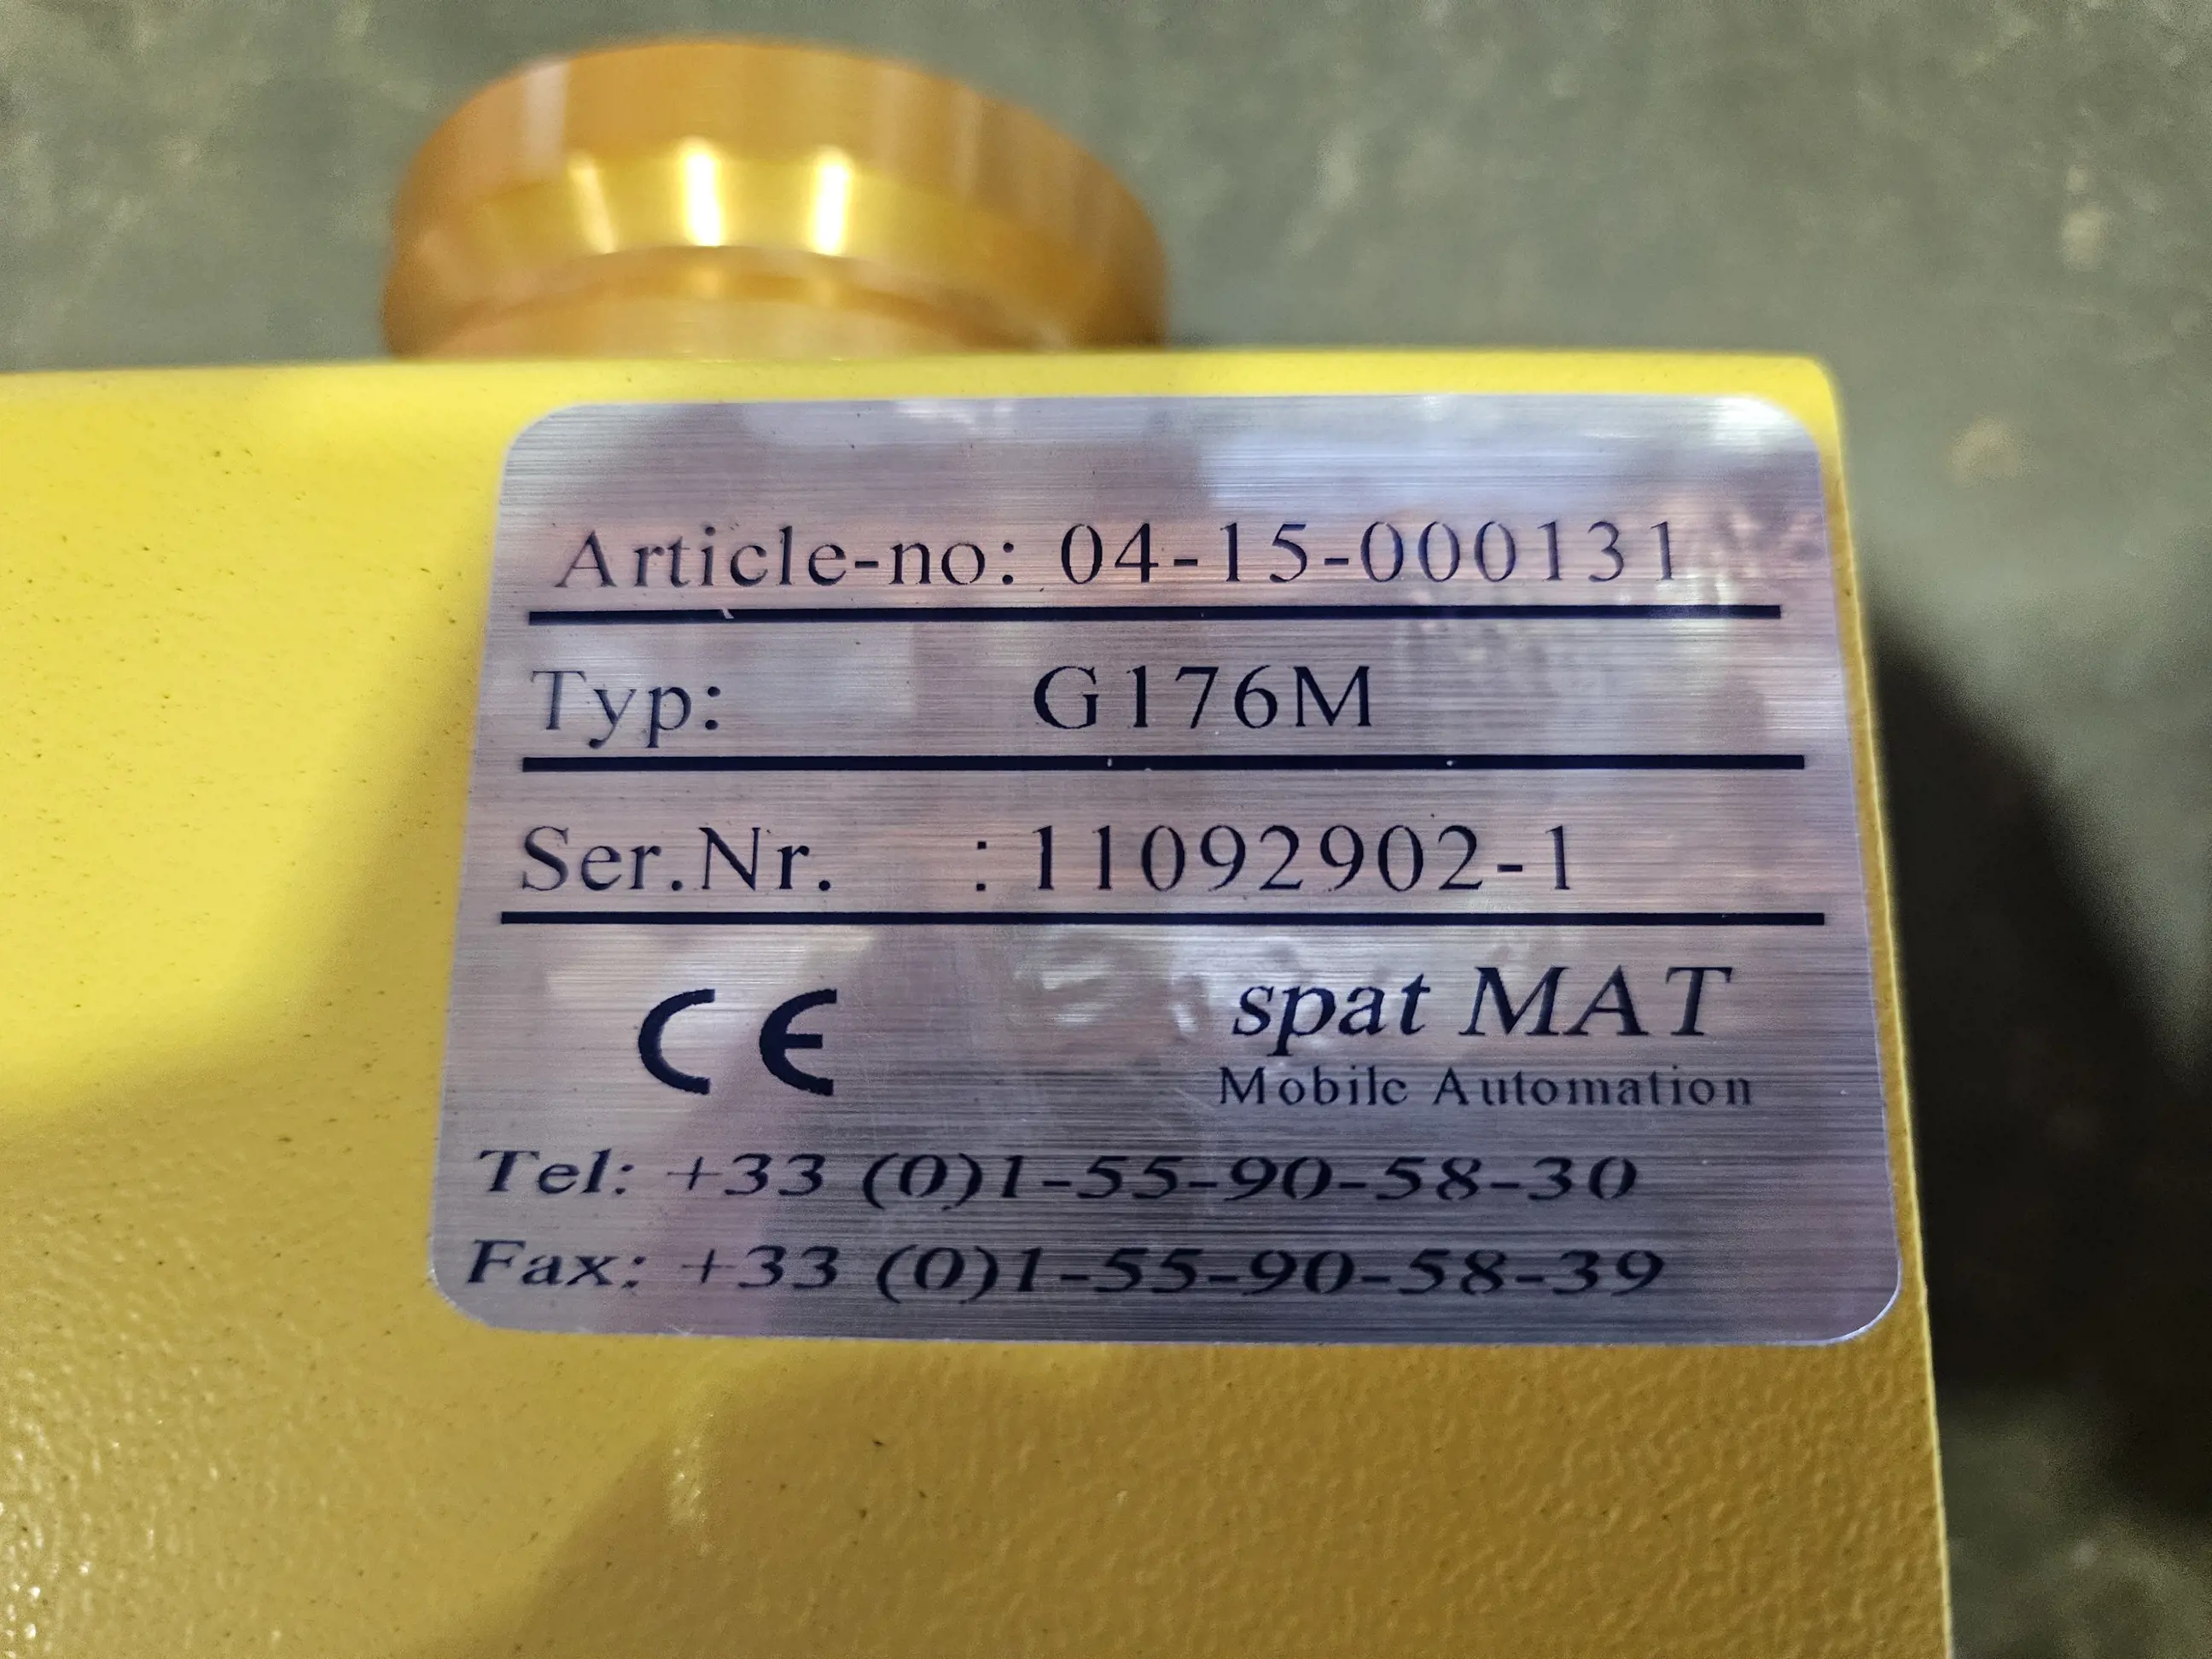 Article-no: 04-15-000131
Typ: G176M
Ser.Nr. : 11092902-1
CE
spat MAT
Mobile Automation
Tel: +33 (0)1-55-90-58-30
Fax: +33 (0)1-55-90-58-39